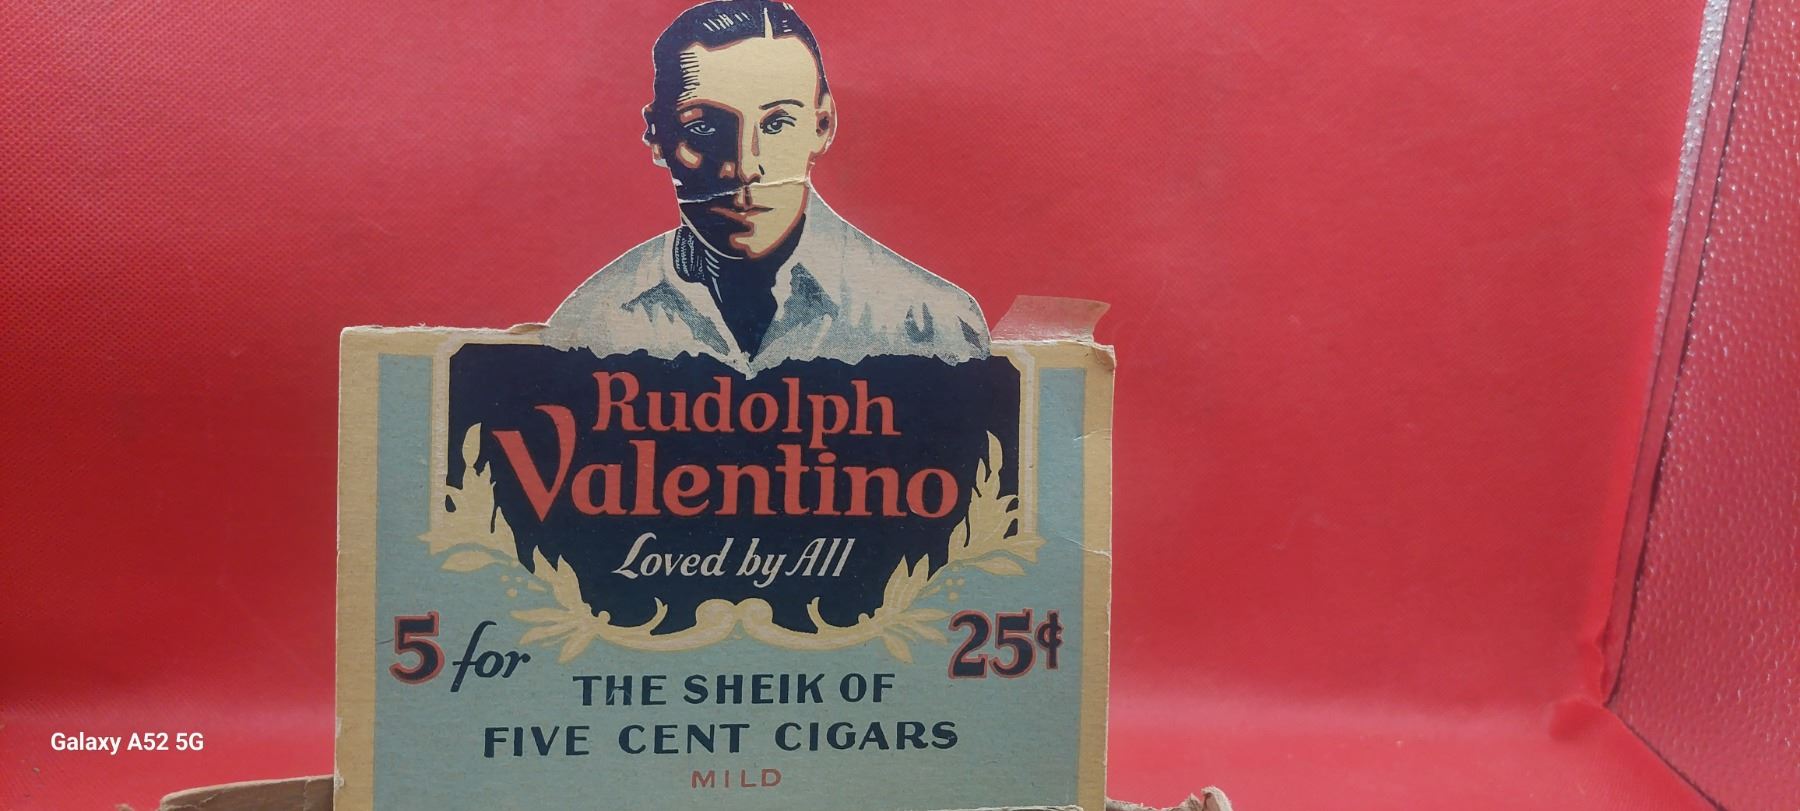 Rudolph
Valentino
Loved by All
5 for 25¢
THE SHEIK OF
FIVE CENT CIGARS
MILD
Galaxy A52 5G